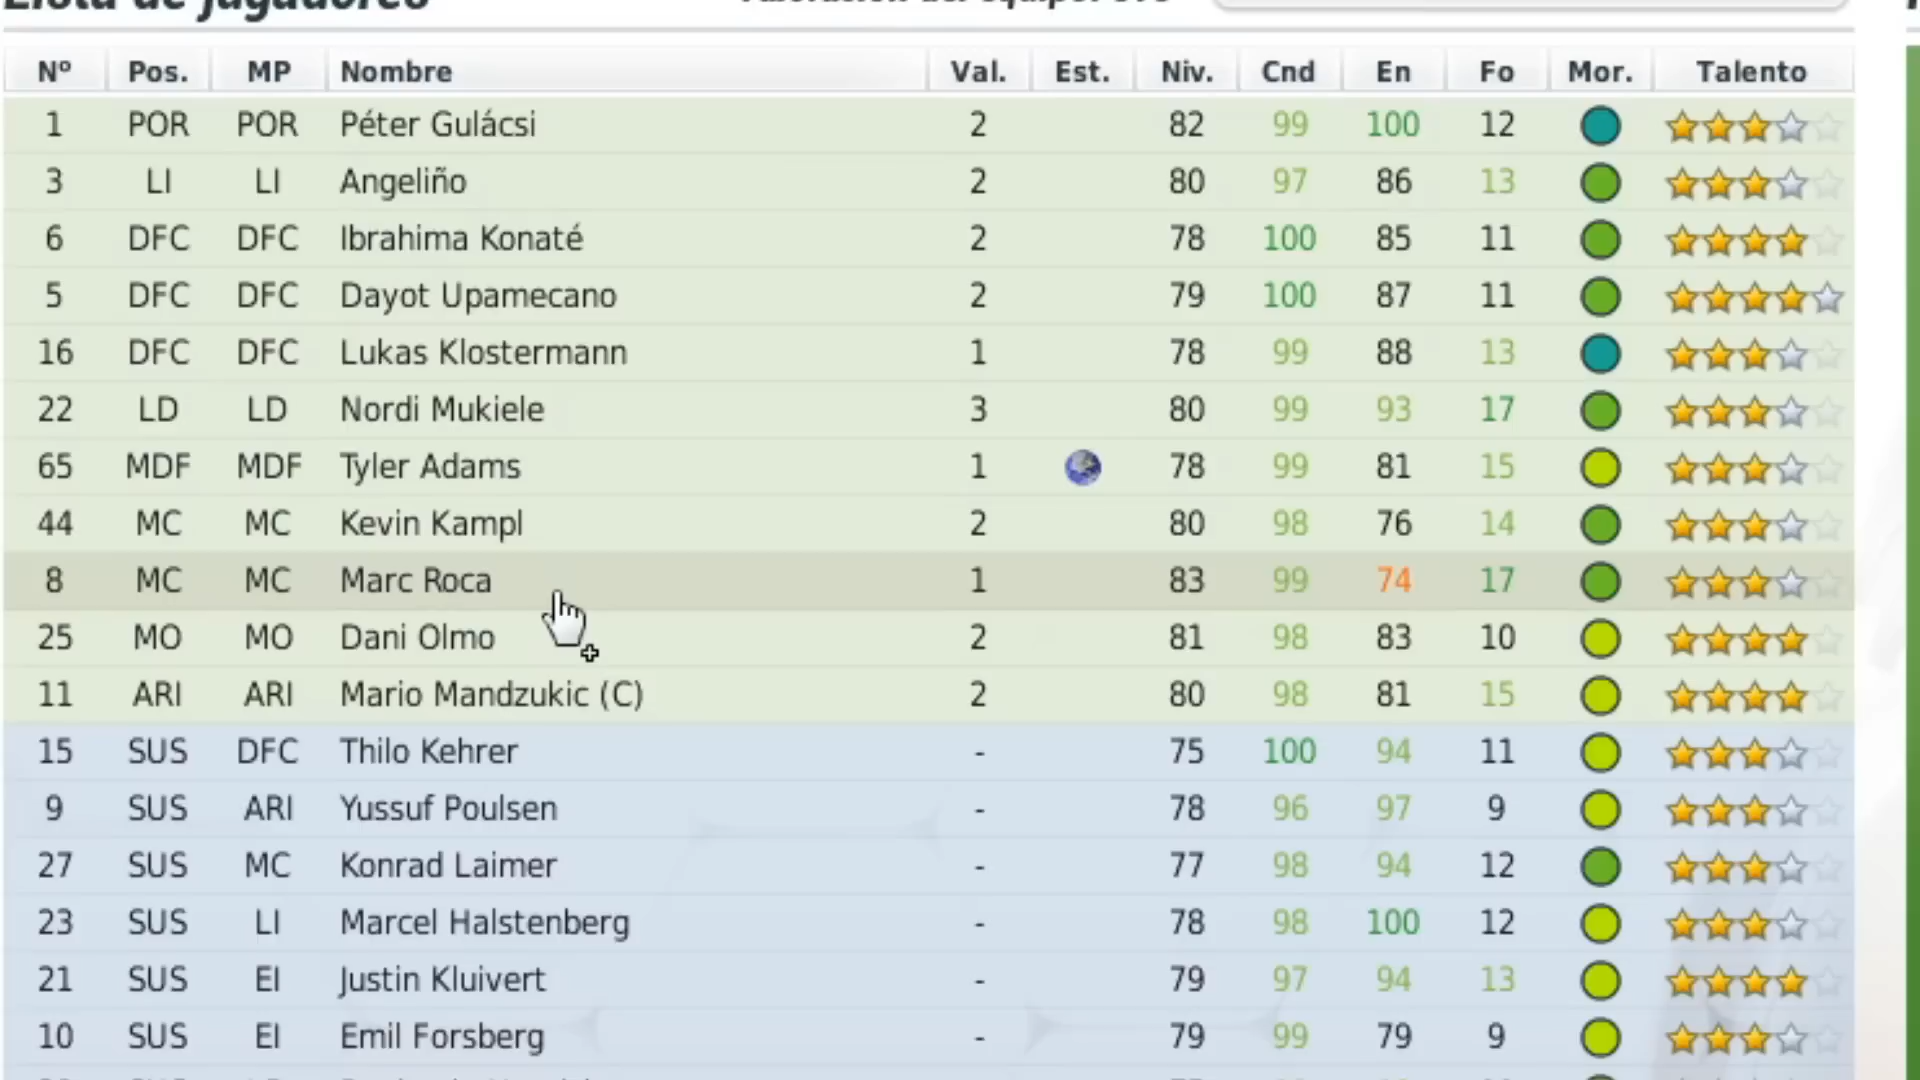 Lista de jugadores
Nº Pos. MP Nombre Val. Est. Niv. Cnd En Fo Mor. Talento
1 POR POR Péter Gulácsi 2 82 99 100 12
3 LI LI Angeliño 2 80 97 86 13
6 DFC DFC Ibrahima Konaté 2 78 100 85 11
5 DFC DFC Dayot Upamecano 2 79 100 87 11
16 DFC DFC Lukas Klostermann 1 78 99 88 13
22 LD LD Nordi Mukiele 3 80 99 93 17
65 MDF MDF Tyler Adams 1 78 99 81 15
44 MC MC Kevin Kampl 2 80 98 76 14
8 MC MC Marc Roca 1 83 99 74 17
25 MO MO Dani Olmo 2 81 98 83 10
11 ARI ARI Mario Mandzukic (C) 2 80 98 81 15
15 SUS DFC Thilo Kehrer - 75 100 94 11
9 SUS ARI Yussuf Poulsen - 78 96 97 9
27 SUS MC Konrad Laimer - 77 98 94 12
23 SUS LI Marcel Halstenberg - 78 98 100 12
21 SUS EI Justin Kluivert - 79 97 94 13
10 SUS EI Emil Forsberg - 79 99 79 9